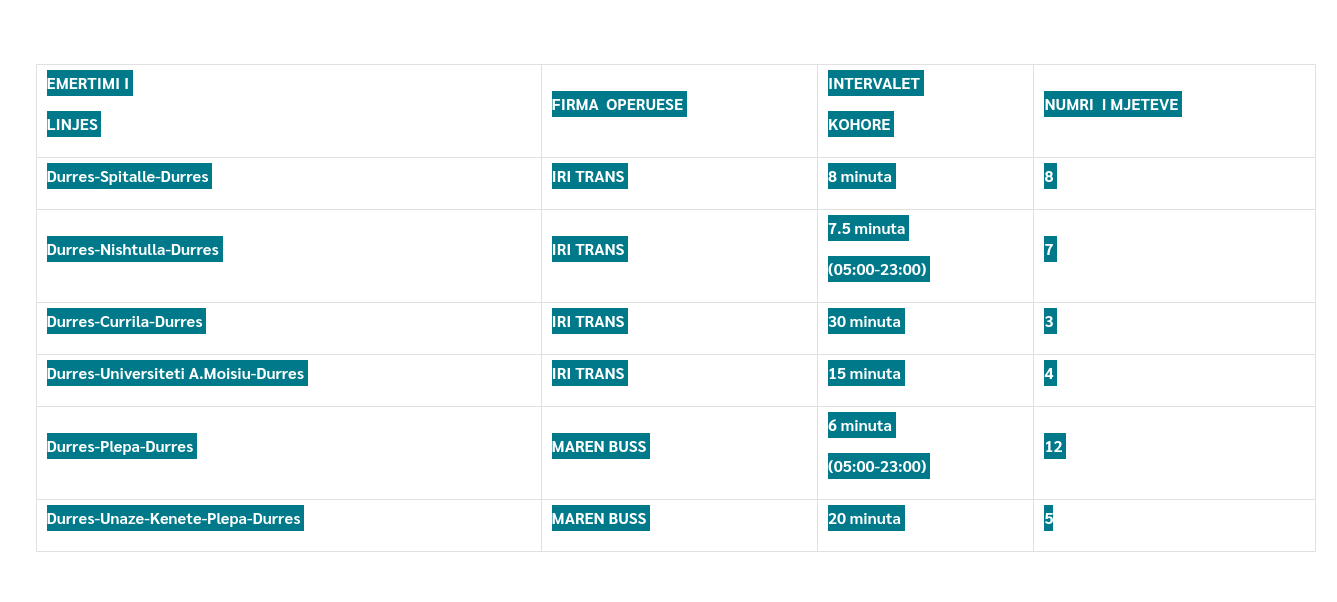 EMERTIMI I
LINJES
FIRMA  OPERUESE
INTERVALET
KOHORE
NUMRI  I MJETEVE
Durres-Spitalle-Durres
IRI TRANS
8 minuta
8
Durres-Nishtulla-Durres
IRI TRANS
7.5 minuta
(05:00-23:00)
7
Durres-Currila-Durres
IRI TRANS
30 minuta
3
Durres-Universiteti A.Moisiu-Durres
IRI TRANS
15 minuta
4
Durres-Plepa-Durres
MAREN BUSS
6 minuta
(05:00-23:00)
12
Durres-Unaze-Kenete-Plepa-Durres
MAREN BUSS
20 minuta
5